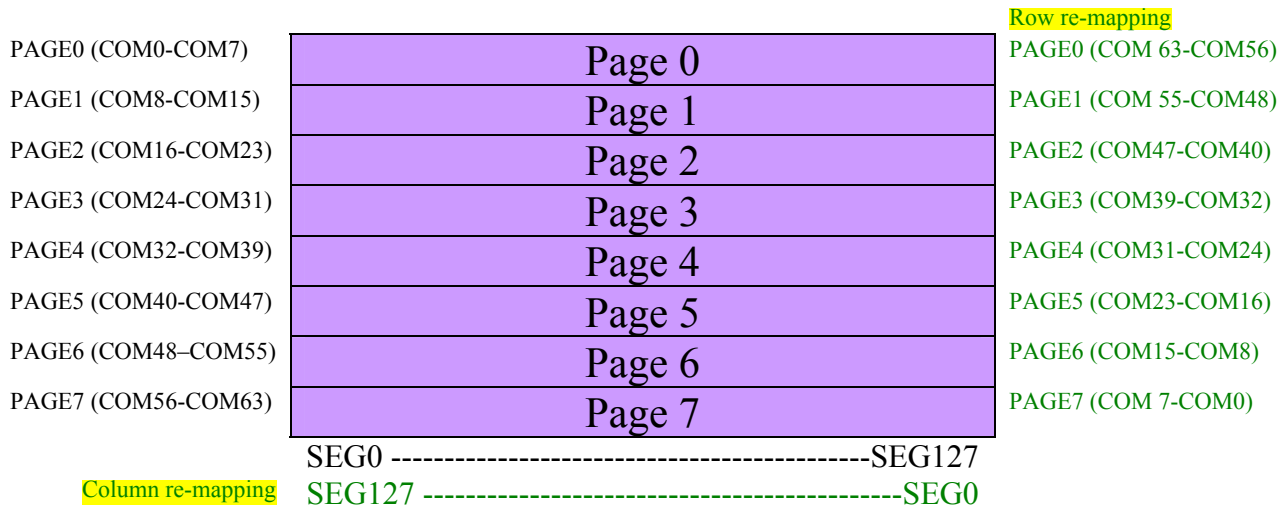 Row re-mapping
PAGE0 (COM0-COM7) Page 0 PAGE0 (COM 63-COM56)
PAGE1 (COM8-COM15) Page 1 PAGE1 (COM 55-COM48)
PAGE2 (COM16-COM23) Page 2 PAGE2 (COM47-COM40)
PAGE3 (COM24-COM31) Page 3 PAGE3 (COM39-COM32)
PAGE4 (COM32-COM39) Page 4 PAGE4 (COM31-COM24)
PAGE5 (COM40-COM47) Page 5 PAGE5 (COM23-COM16)
PAGE6 (COM48–COM55) Page 6 PAGE6 (COM15-COM8)
PAGE7 (COM56-COM63) Page 7 PAGE7 (COM 7-COM0)
SEG0 ---------------------------------------------SEG127
Column re-mapping SEG127 ---------------------------------------------SEG0